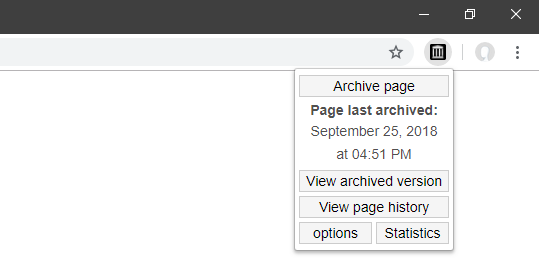 Archive page
Page last archived:
September 25, 2018
at 04:51 PM
View archived version
View page history
options Statistics